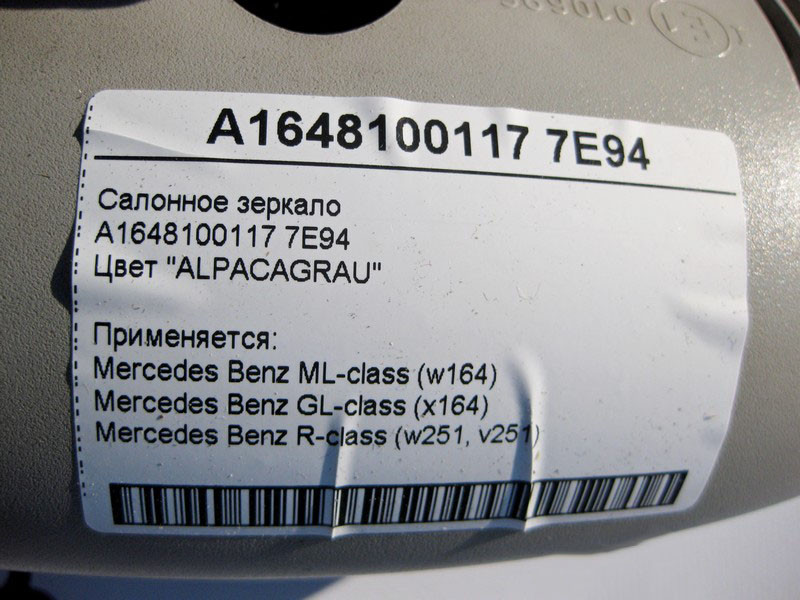 A1648100117 7E94
Салонное зеркало
A1648100117 7E94
Цвет "ALPACAGRAU"
Применяется:
Mercedes Benz ML-class (w164)
Mercedes Benz GL-class (x164)
Mercedes Benz R-class (w251, v251)
E1